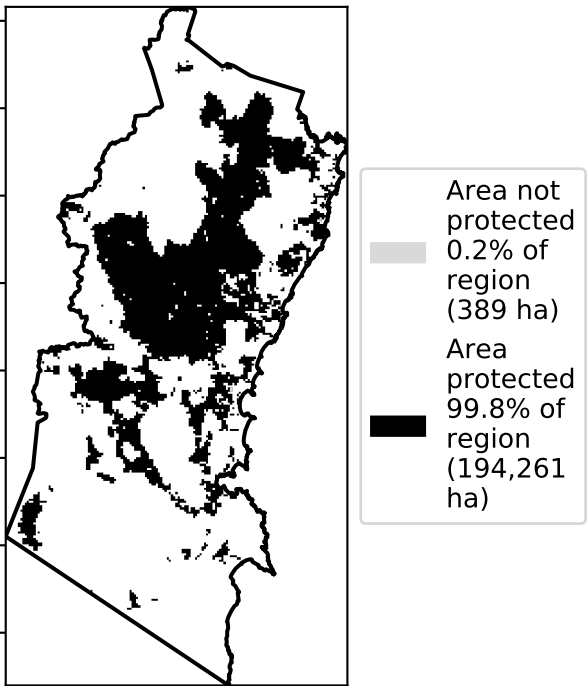 Area not
protected
0.2% of
region
(389 ha)
Area
protected
99.8% of
region
(194,261
ha)